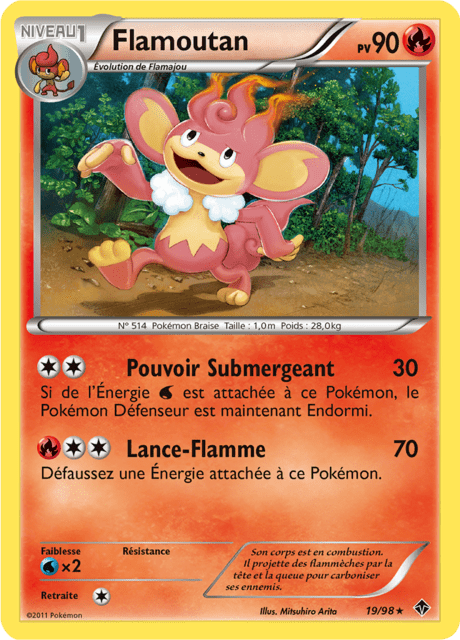 NIVEAU 1
Flamoutan
PV 90
Évolution de Flamajou
N° 514 Pokémon Braise Taille : 1,0m Poids : 28,0kg
Pouvoir Submergeant 30
Si de l'Énergie est attachée à ce Pokémon, le
Pokémon Défenseur est maintenant Endormi.
Lance-Flamme 70
Défaussez une Énergie attachée à ce Pokémon.
Faiblesse Résistance
×2
Retraite
Son corps est en combustion.
Il projette des flammèches par la
tête et la queue pour carboniser
ses ennemis.
©2011 Pokémon
Illus. Mitsuhiro Arita
19/98 ★